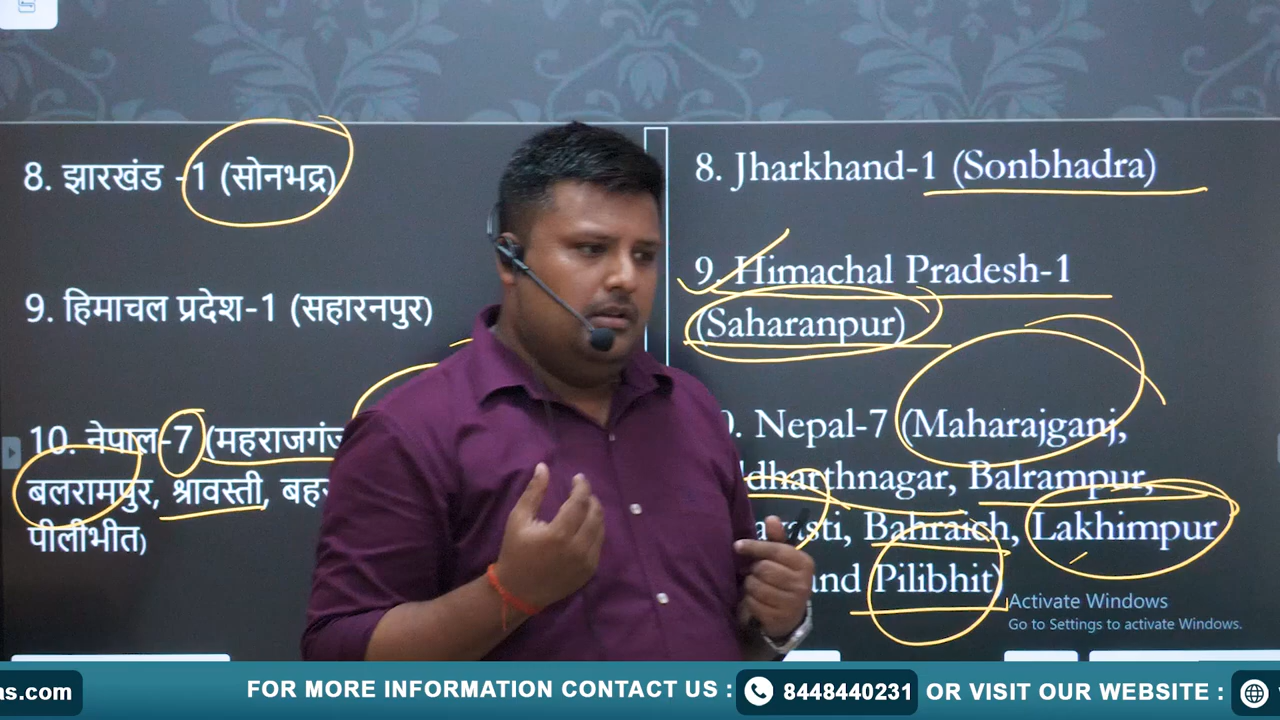 8. झारखंड -1 (सोनभद्र)
9. हिमाचल प्रदेश-1 (सहारनपुर)
10. नेपाल-7 (महराजगंज
बलरामपुर, श्रावस्ती,
पीलीभीत)
8. Jharkhand-1 (Sonbhadra)
9. Himachal Pradesh-1
(Saharanpur)
Nepal-7 (Maharajganj,
Balrampur,
Bahraich, Lakhimpur
and Pilibhit)
Activate Windows
Go to Settings to activate Windows.
as.com
FOR MORE INFORMATION CONTACT US : 8448440231 OR VISIT OUR WEBSITE :